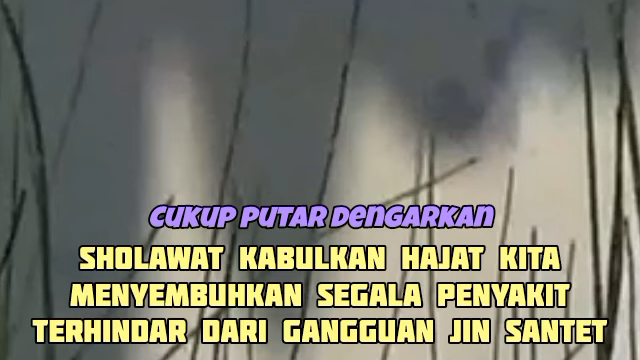 CUKUP PUTAR DENGARKAN
SHOLAWAT KABULKAN HAJAT KITA
MENYEMBUHKAN SEGALA PENYAKIT
TERHINDAR DARI GANGGUAN JIN SANTET